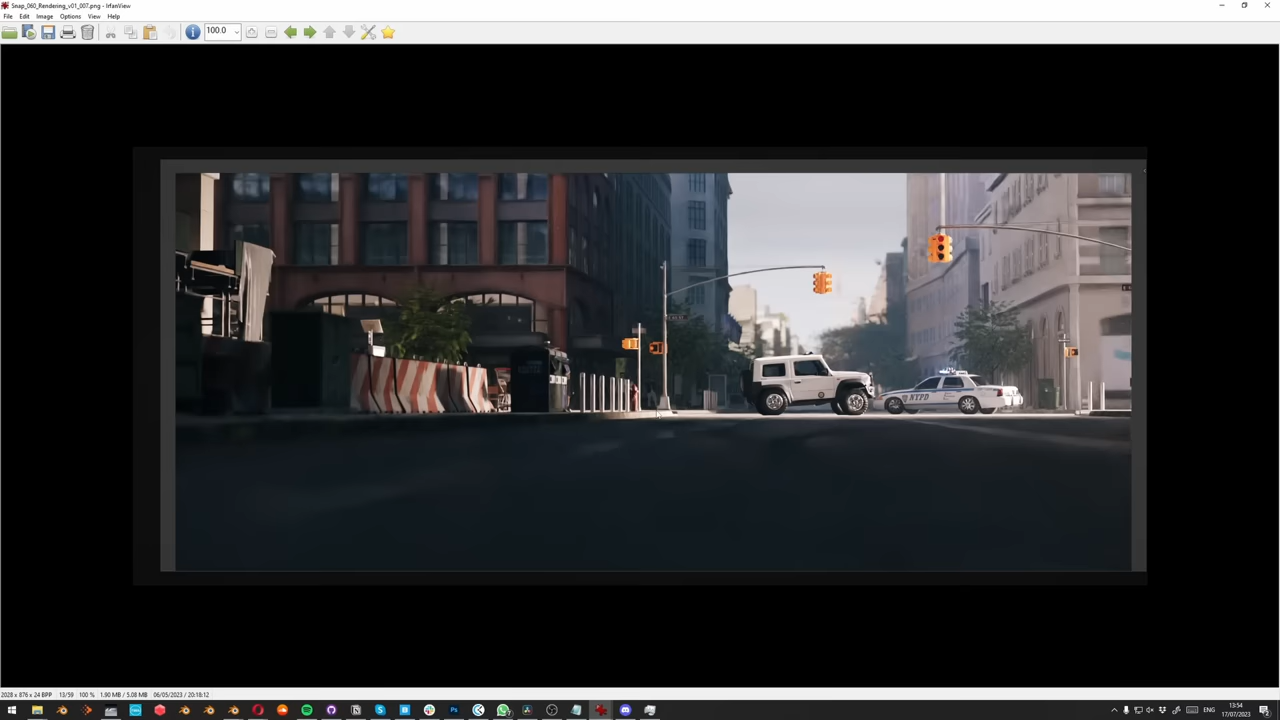 Snap_060_Rendering_v01_007.png - IrfanView
File Edit Image Options View Help
100.0
NYPD
2028 x 876 x 24 BPP 13/59 100 % 1.90 MB / 5.08 MB 06/05/2023 / 20:18:12
ENG
13:54
17/07/2023